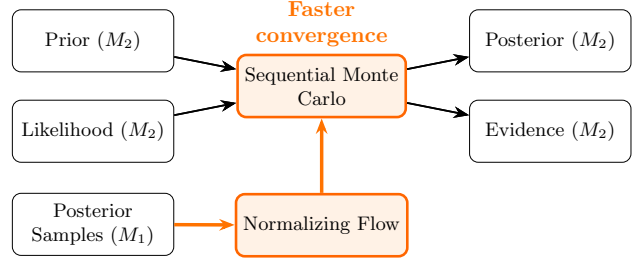 Faster
convergence
Prior (M₂)
Sequential Monte
Carlo
Posterior (M₂)
Likelihood (M₂)
Evidence (M₂)
Posterior
Samples (M₁)
Normalizing Flow